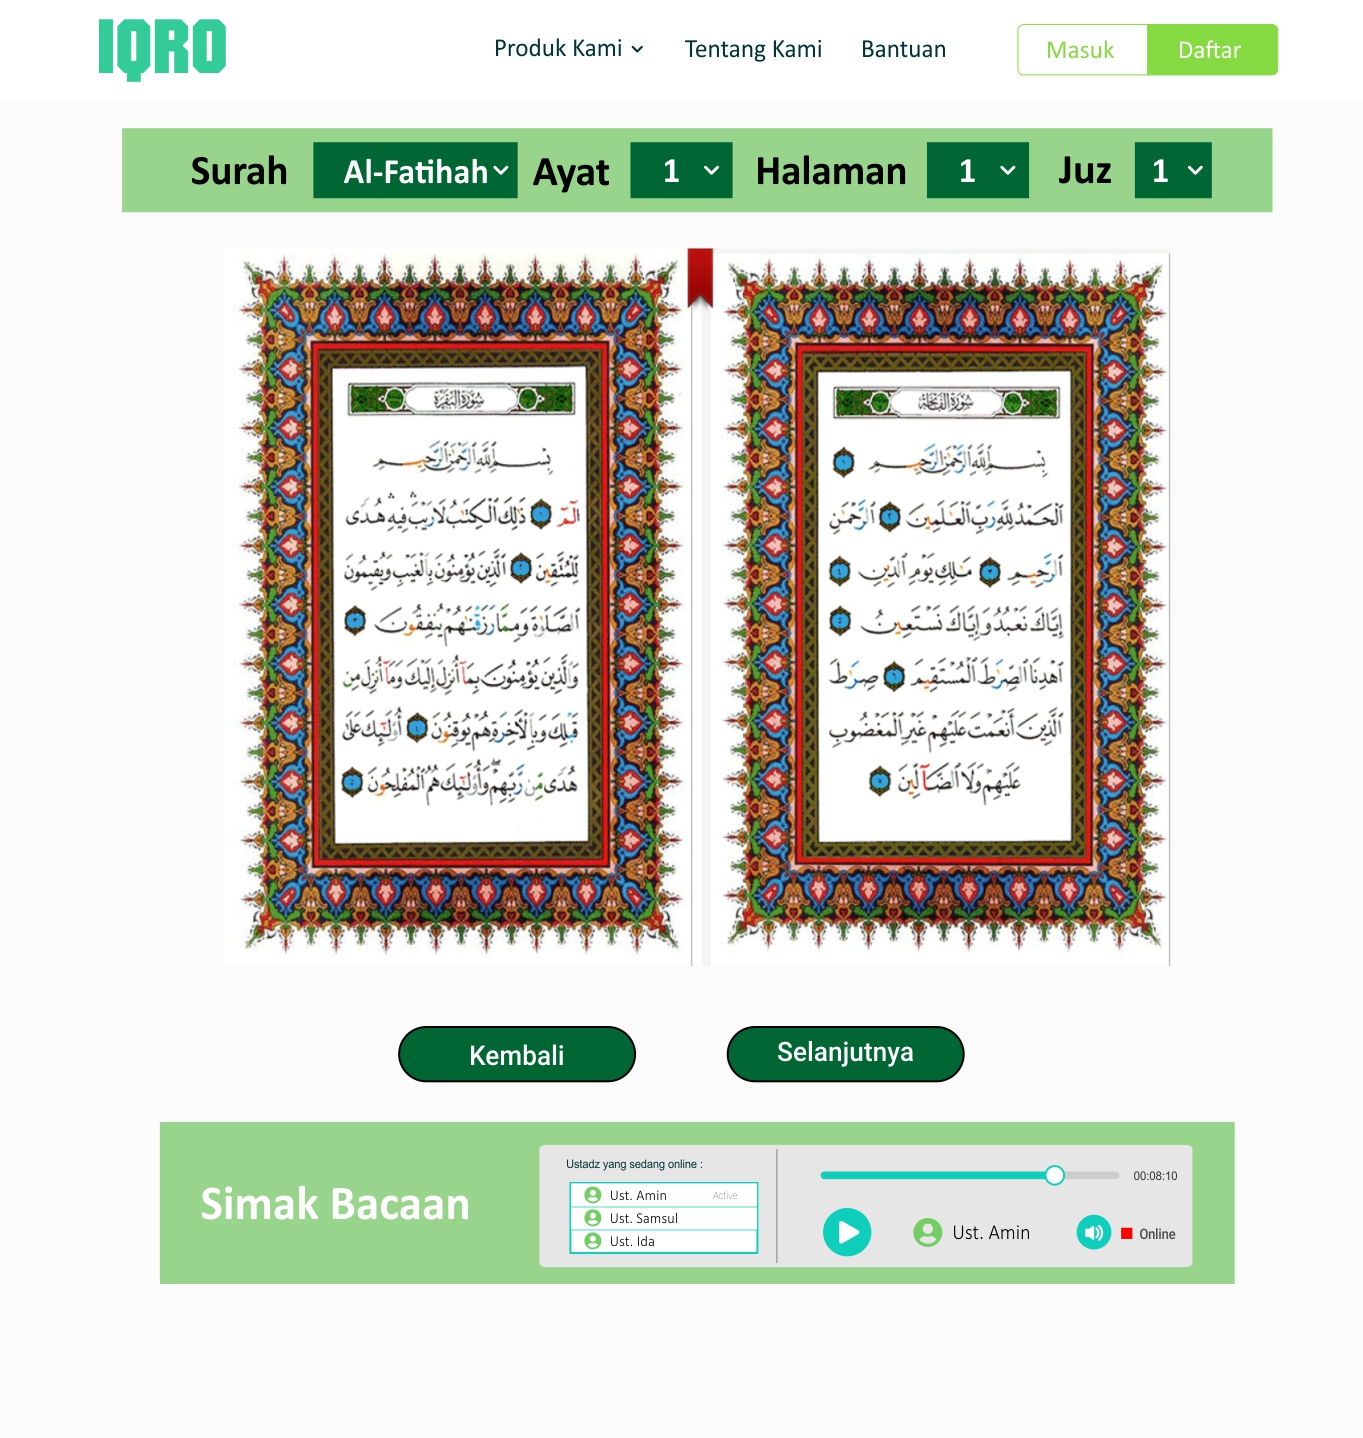 IQRO
Produk Kami
Tentang Kami
Bantuan
Masuk
Daftar
Surah
Al-Fatihah
Ayat
1
Halaman
1
Juz
1
سُورَةُ الفَاتِحَة
بِسْمِ ٱللَّهِ ٱلرَّحْمَٰنِ ٱلرَّحِيمِ ١
ٱلْحَمْدُ لِلَّهِ رَبِّ ٱلْعَٰلَمِينَ ٢ ٱلرَّحْمَٰنِ
ٱلرَّحِيمِ ٣ مَٰلِكِ يَوْمِ ٱلدِّينِ ٤
إِيَّاكَ نَعْبُدُ وَإِيَّاكَ نَسْتَعِينُ ٥
ٱهْدِنَا ٱلصِّرَٰطَ ٱلْمُسْتَقِيمَ ٦ صِرَٰطَ
ٱلَّذِينَ أَنْعَمْتَ عَلَيْهِمْ غَيْرِ ٱلْمَغْضُوبِ
عَلَيْهِمْ وَلَا ٱلضَّآلِّينَ ٧
سُورَةُ البَقَرَة
بِسْمِ ٱللَّهِ ٱلرَّحْمَٰنِ ٱلرَّحِيمِ
الٓمٓ ١ ذَٰلِكَ ٱلْكِتَٰبُ لَا رَيْبَ ۛ فِيهِ ۛ هُدًى
لِّلْمُتَّقِينَ ٢ ٱلَّذِينَ يُؤْمِنُونَ بِٱلْغَيْبِ وَيُقِيمُونَ
ٱلصَّلَوٰةَ وَمِمَّا رَزَقْنَٰهُمْ يُنفِقُونَ ٣
وَٱلَّذِينَ يُؤْمِنُونَ بِمَآ أُنزِلَ إِلَيْكَ وَمَآ أُنزِلَ مِن
قَبْلِكَ وَبِٱلْءَاخِرَةِ هُمْ يُوقِنُونَ ٤ أُو۟لَٰٓئِكَ عَلَىٰ
هُدًى مِّن رَّبِّهِمْ ۖ وَأُو۟لَٰٓئِكَ هُمُ ٱلْمُفْلِحُونَ ٥
Kembali
Selanjutnya
Simak Bacaan
Ustadz yang sedang online :
Ust. Amin Active
Ust. Samsul
Ust. Ida
00:08:10
Ust. Amin
Online